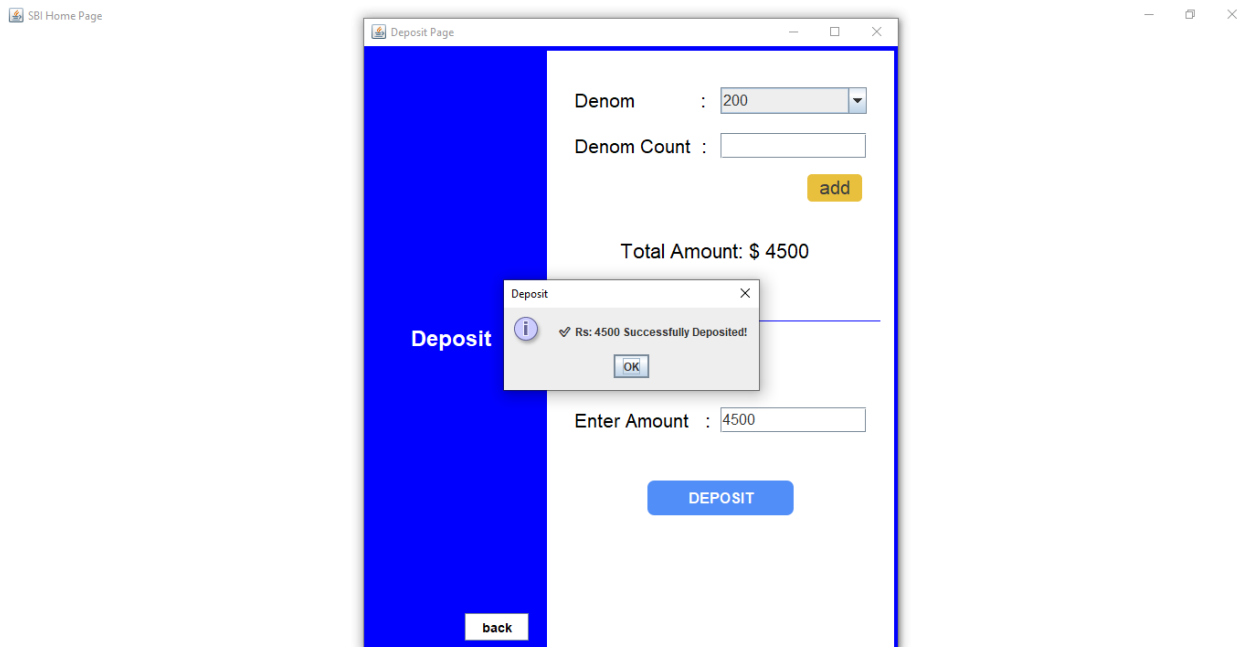 SBI Home Page
Deposit Page
Denom : 200
Denom Count :
add
Total Amount: $ 4500
Deposit
Rs: 4500 Successfully Deposited!
OK
Deposit
Enter Amount : 4500
DEPOSIT
back